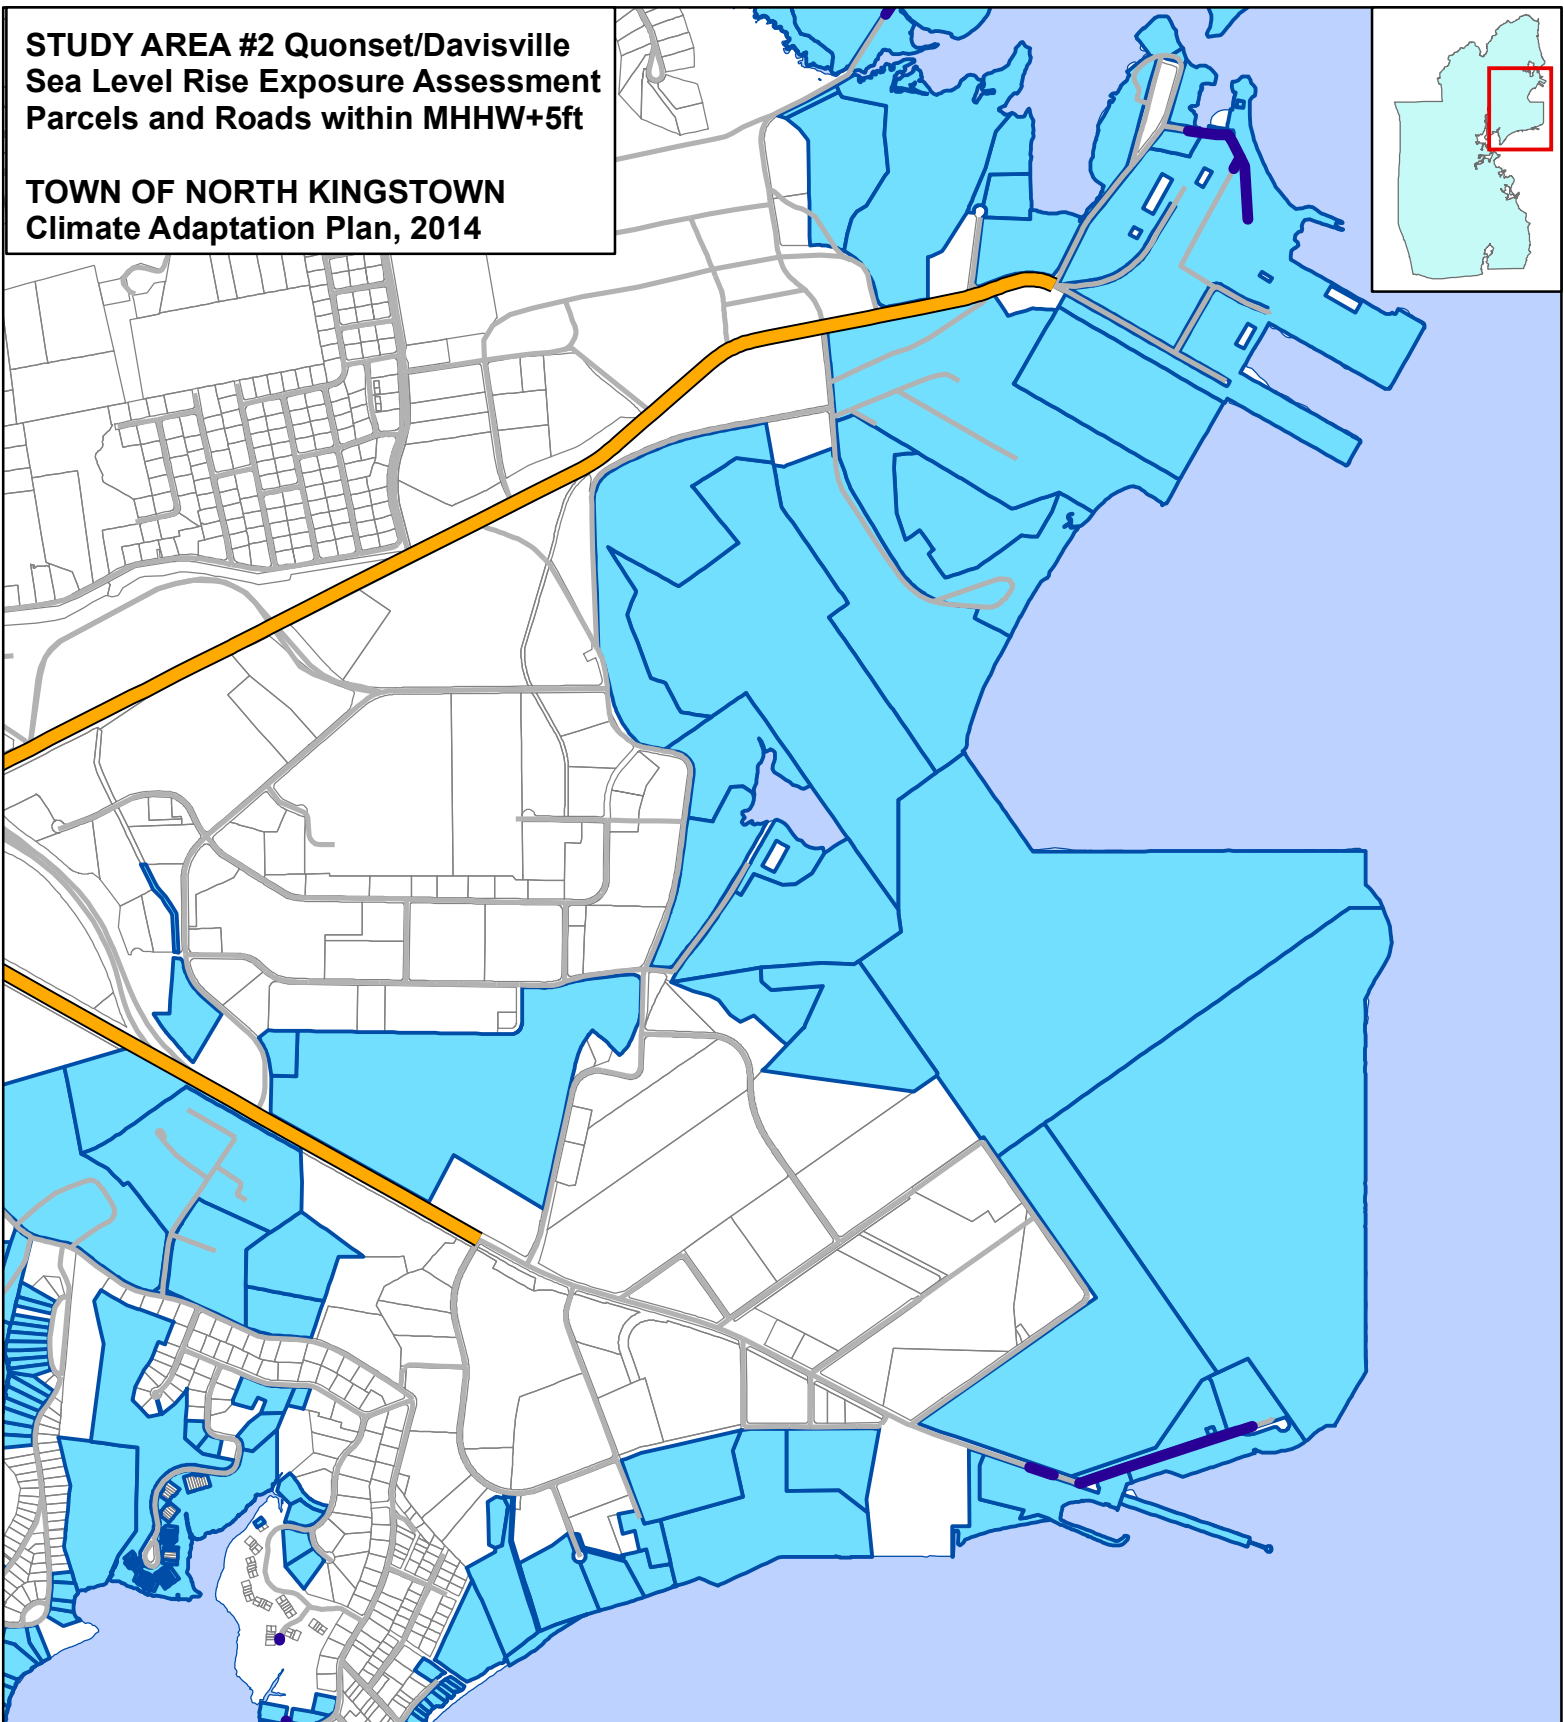 STUDY AREA #2 Quonset/Davisville
Sea Level Rise Exposure Assessment
Parcels and Roads within MHHW+5ft
TOWN OF NORTH KINGSTOWN
Climate Adaptation Plan, 2014